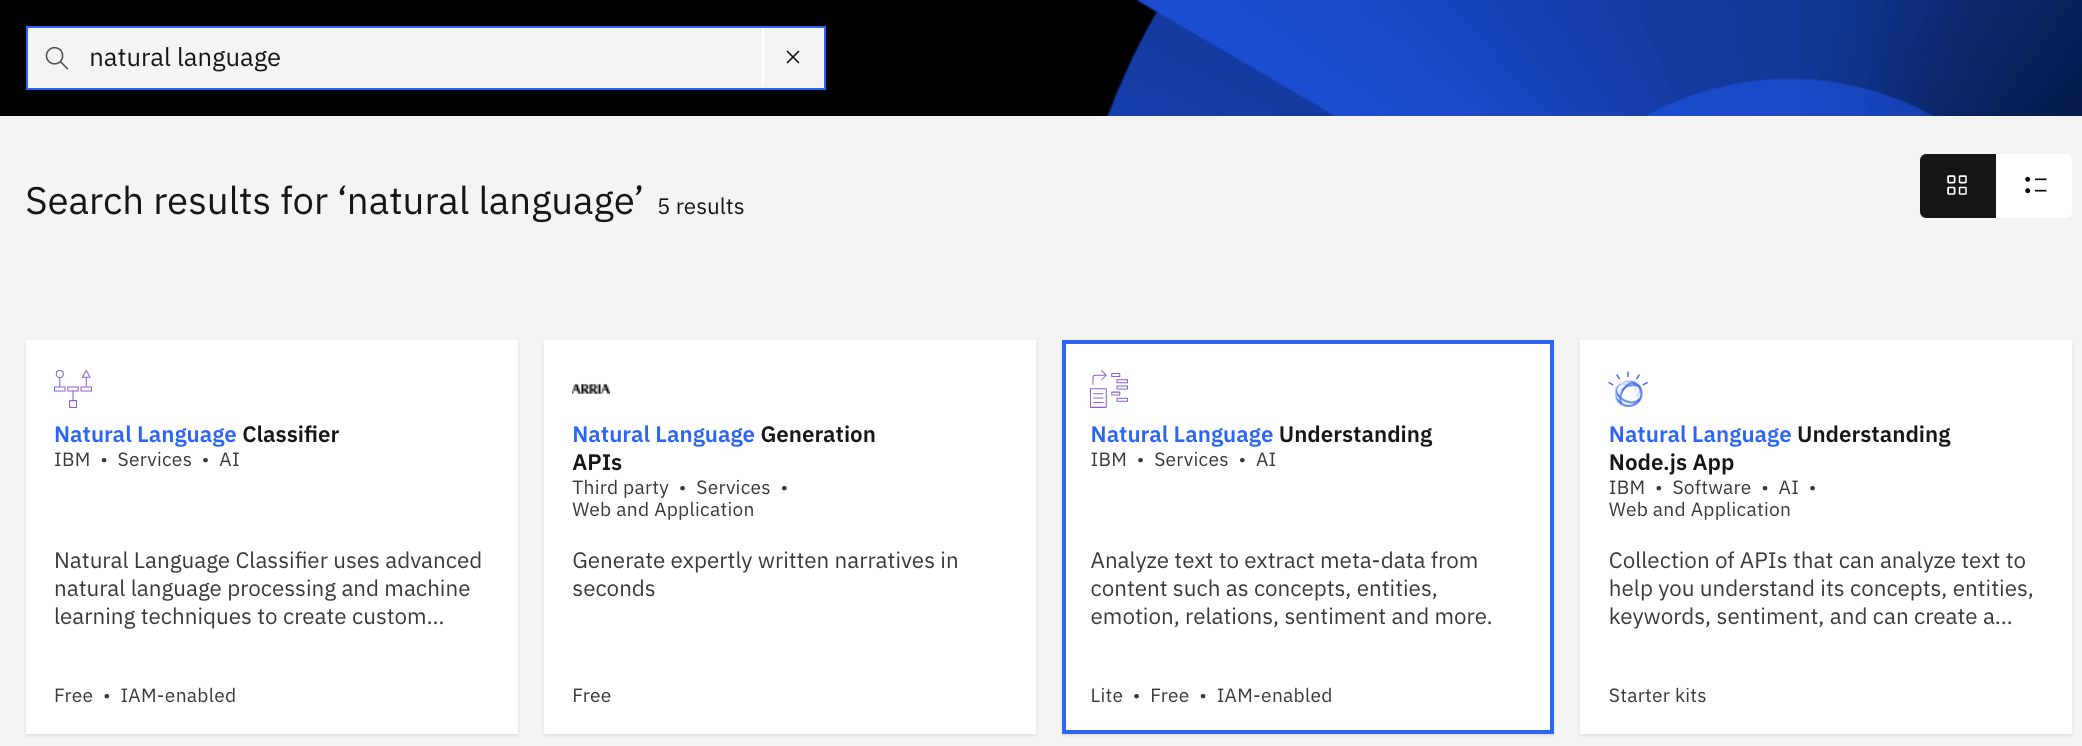 natural language
Search results for ‘natural language’ 5 results
Natural Language Classifier
IBM • Services • AI
Natural Language Classifier uses advanced
natural language processing and machine
learning techniques to create custom...
Free • IAM-enabled
ARRIA
Natural Language Generation
APIs
Third party • Services •
Web and Application
Generate expertly written narratives in
seconds
Free
Natural Language Understanding
IBM • Services • AI
Analyze text to extract meta-data from
content such as concepts, entities,
emotion, relations, sentiment and more.
Lite • Free • IAM-enabled
Natural Language Understanding
Node.js App
IBM • Software • AI •
Web and Application
Collection of APIs that can analyze text to
help you understand its concepts, entities,
keywords, sentiment, and can create a...
Starter kits